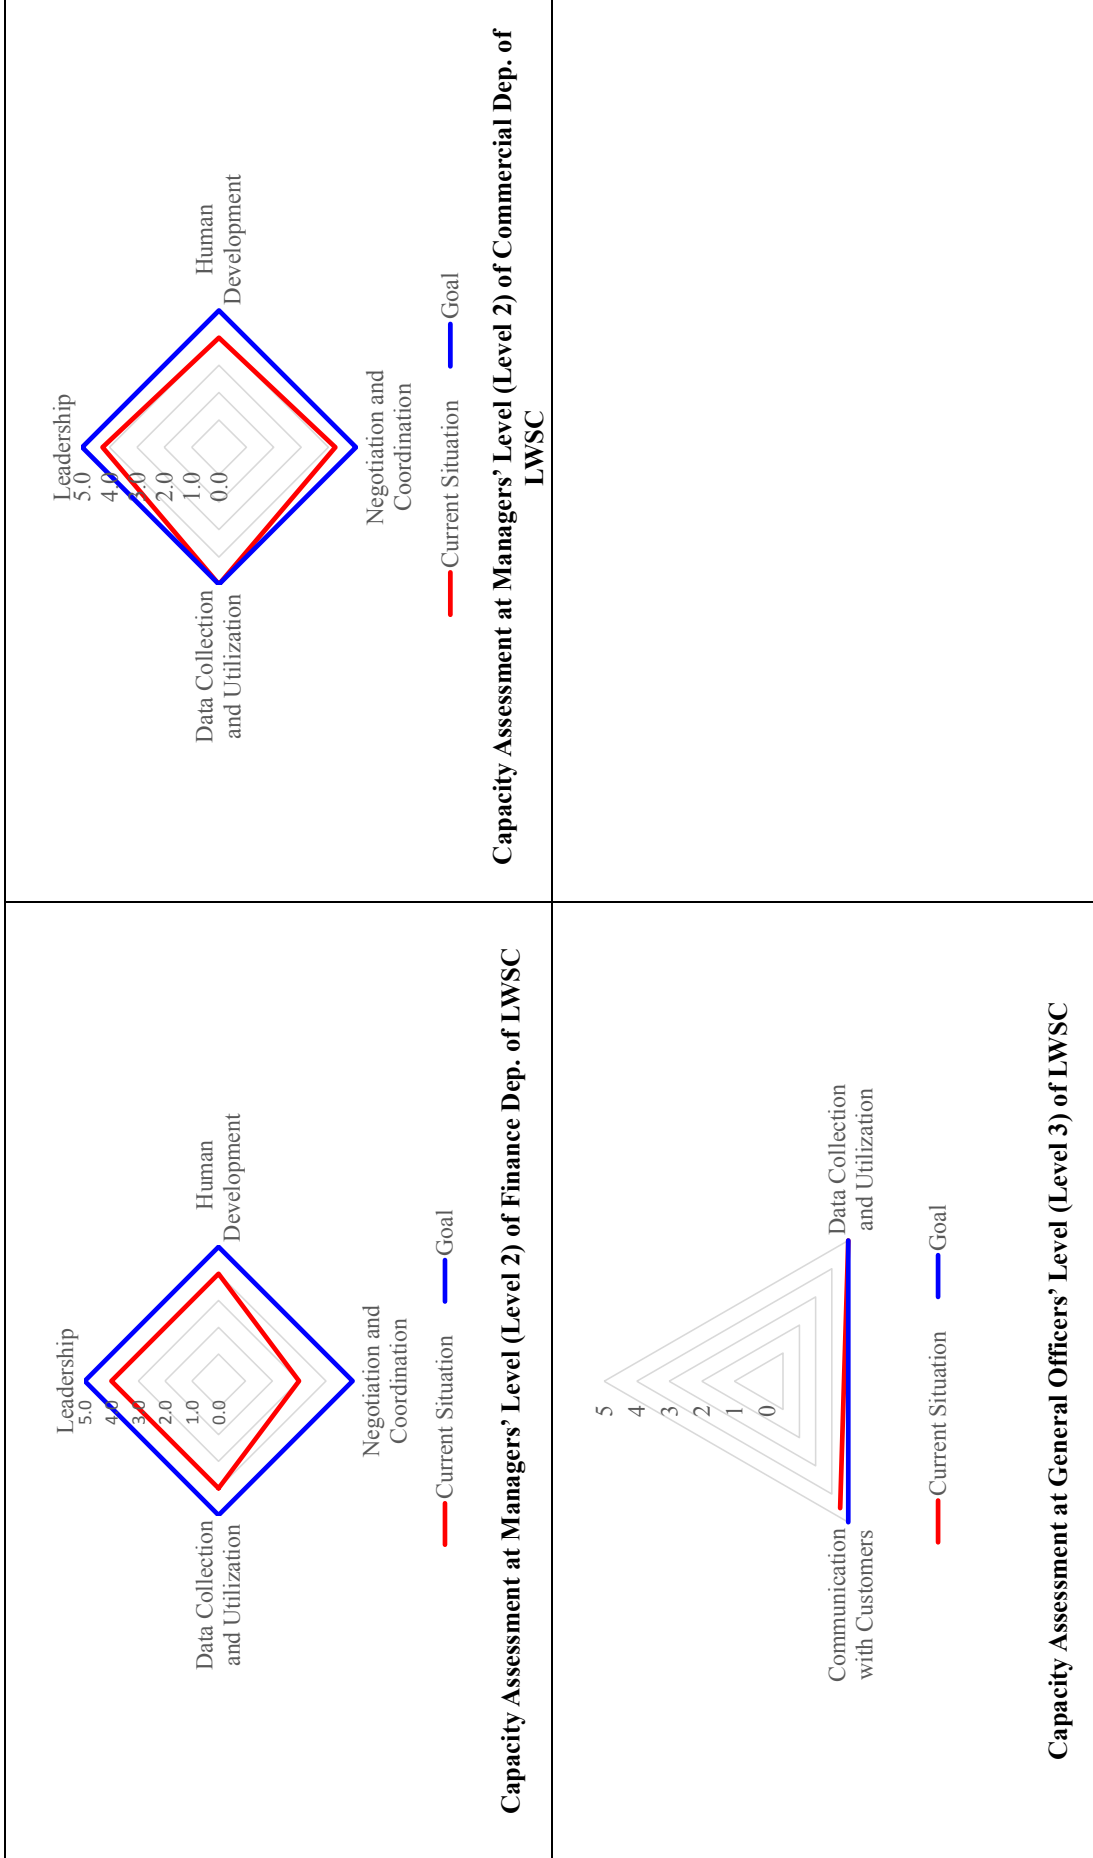 Leadership
5.0
4.0
3.0
2.0
1.0
0.0
Human
Development
Negotiation and
Coordination
Data Collection
and Utilization
Current Situation
Goal
Capacity Assessment at Managers’ Level (Level 2) of Finance Dep. of LWSC
Leadership
5.0
4.0
3.0
2.0
1.0
0.0
Human
Development
Negotiation and
Coordination
Data Collection
and Utilization
Current Situation
Goal
Capacity Assessment at Managers’ Level (Level 2) of Commercial Dep. of
LWSC
5
4
3
2
1
0
Data Collection
and Utilization
Communication
with Customers
Current Situation
Goal
Capacity Assessment at General Officers’ Level (Level 3) of LWSC